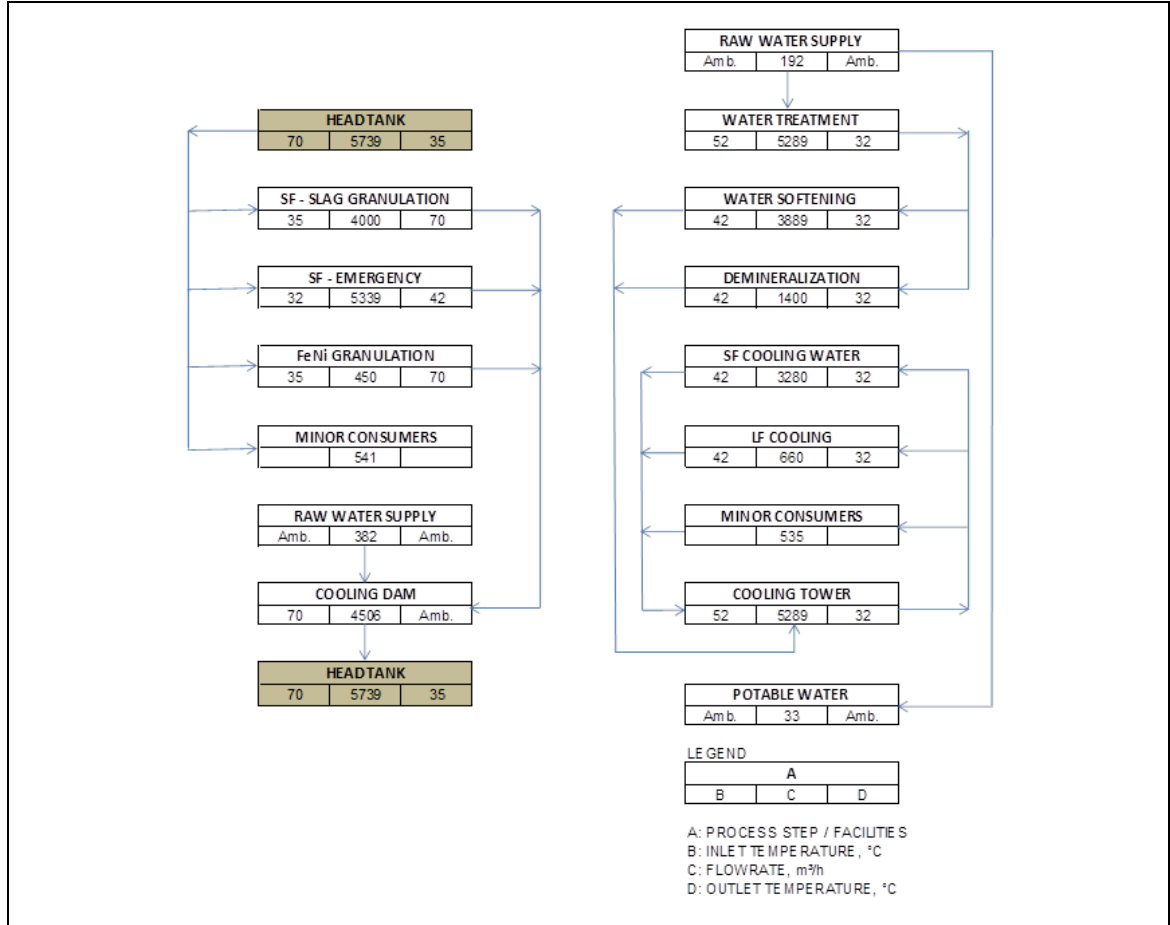 HEADTANK
70 5739 35
SF - SLAG GRANULATION
35 4000 70
SF - EMERGENCY
32 5339 42
FeNi GRANULATION
35 450 70
MINOR CONSUMERS
541
RAW WATER SUPPLY
Amb. 382 Amb.
COOLING DAM
70 4506 Amb.
HEADTANK
70 5739 35
RAW WATER SUPPLY
Amb. 192 Amb.
WATER TREATMENT
52 5289 32
WATER SOFTENING
42 3889 32
DEMINERALIZATION
42 1400 32
SF COOLING WATER
42 3280 32
LF COOLING
42 660 32
MINOR CONSUMERS
535
COOLING TOWER
52 5289 32
POTABLE WATER
Amb. 33 Amb.
LEGEND
A
B C D
A: PROCESS STEP / FACILITIES
B: INLET TEMPERATURE, °C
C: FLOWRATE, m³/h
D: OUTLET TEMPERATURE, °C